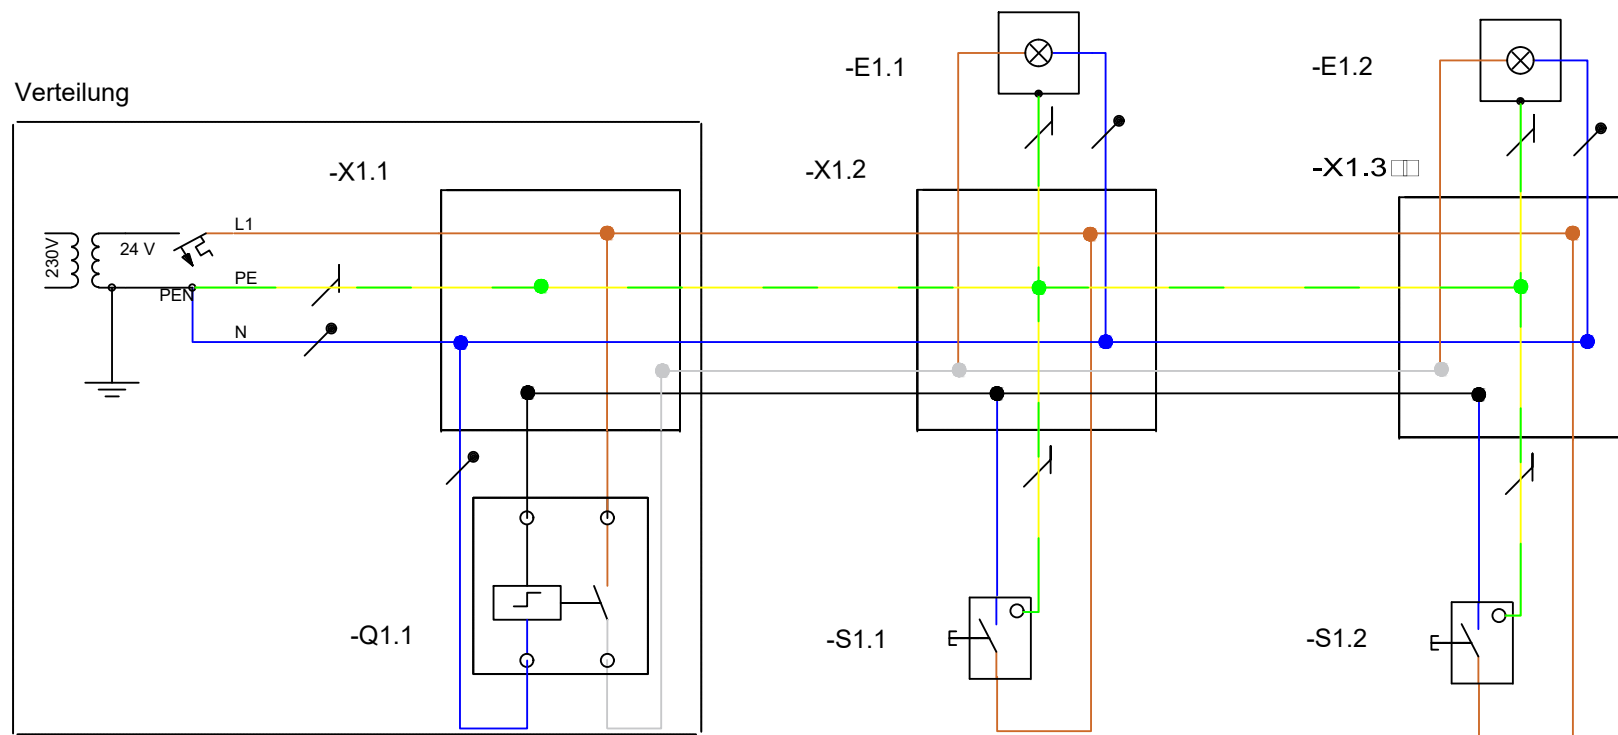 -E1.1
-E1.2
Verteilung
-X1.1
-X1.2
-X1.3
L1
230V
24 V
PE
PEN
N
-Q1.1
-S1.1
-S1.2